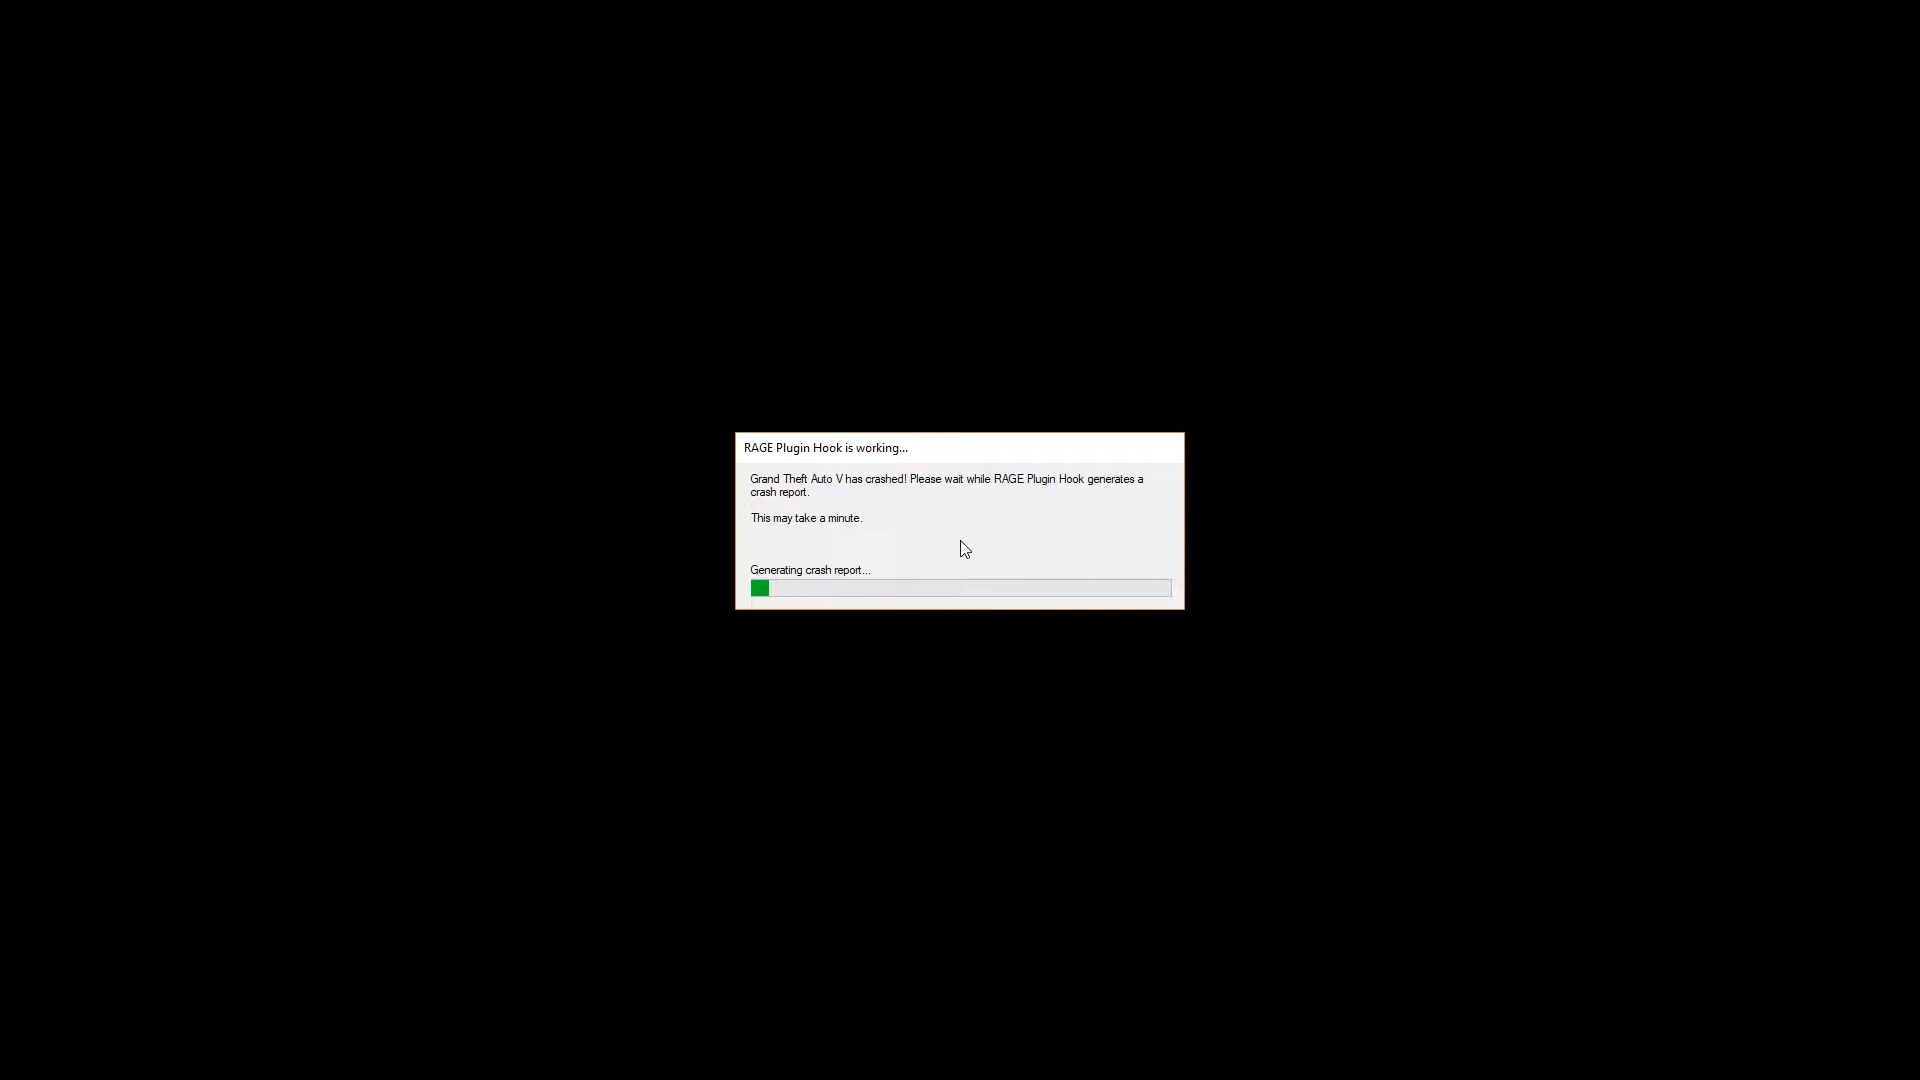 RAGE Plugin Hook is working...
Grand Theft Auto V has crashed! Please wait while RAGE Plugin Hook generates a
crash report.
This may take a minute.
Generating crash report...